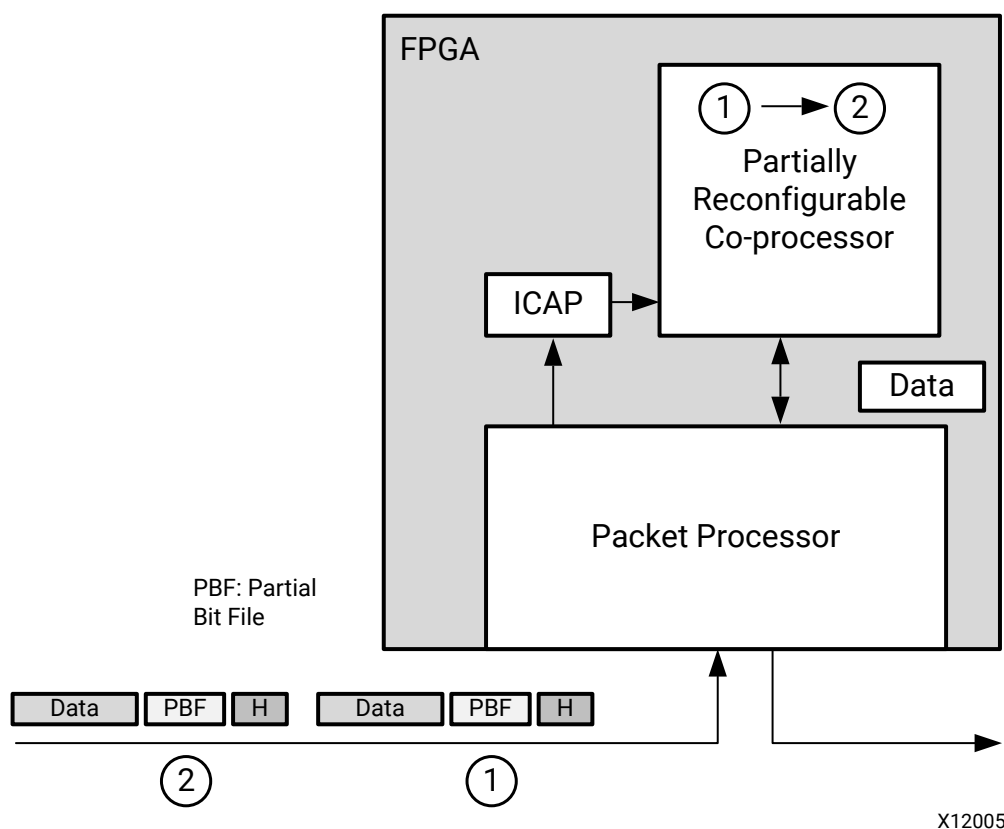 FPGA
1
2
Partially
Reconfigurable
Co-processor
ICAP
Data
Packet Processor
PBF: Partial
Bit File
Data PBF H Data PBF H
2
1
X12005